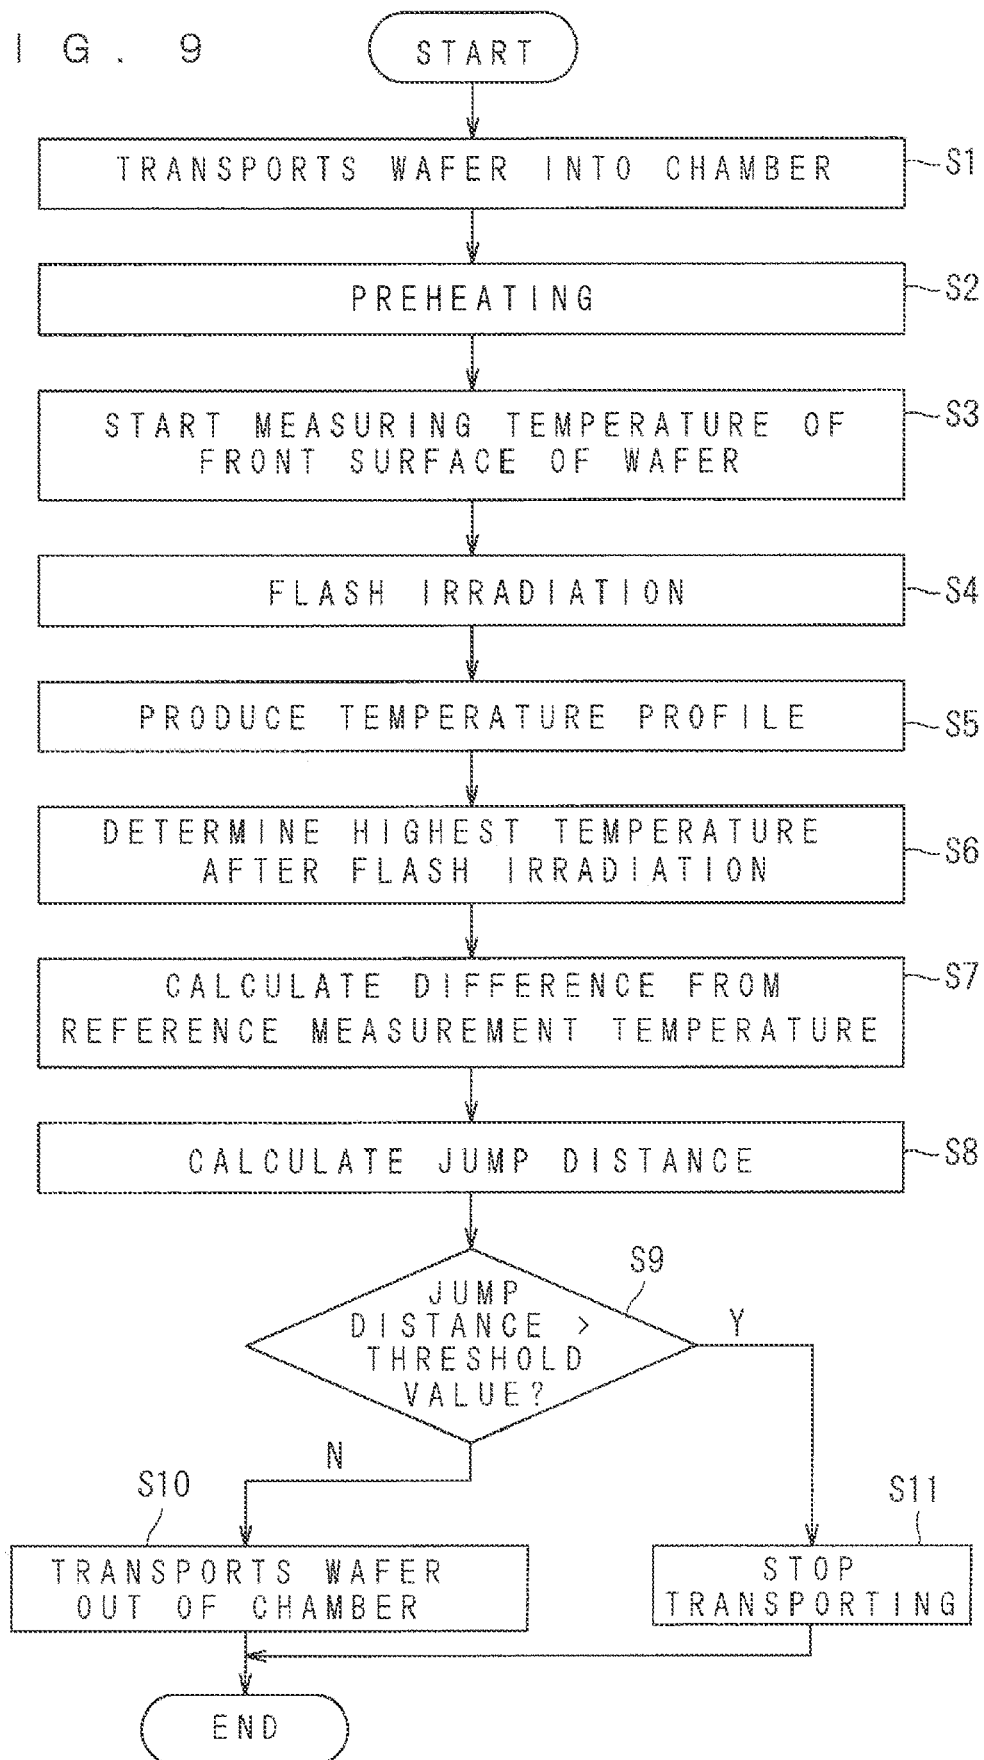 I G . 9
START
TRANSPORTS WAFER INTO CHAMBER
S1
PREHEATING
S2
START MEASURING TEMPERATURE OF
FRONT SURFACE OF WAFER
S3
FLASH IRRADIATION
S4
PRODUCE TEMPERATURE PROFILE
S5
DETERMINE HIGHEST TEMPERATURE
AFTER FLASH IRRADIATION
S6
CALCULATE DIFFERENCE FROM
REFERENCE MEASUREMENT TEMPERATURE
S7
CALCULATE JUMP DISTANCE
S8
S9
JUMP
DISTANCE >
THRESHOLD
VALUE?
Y
N
S10
TRANSPORTS WAFER
OUT OF CHAMBER
S11
STOP
TRANSPORTING
END